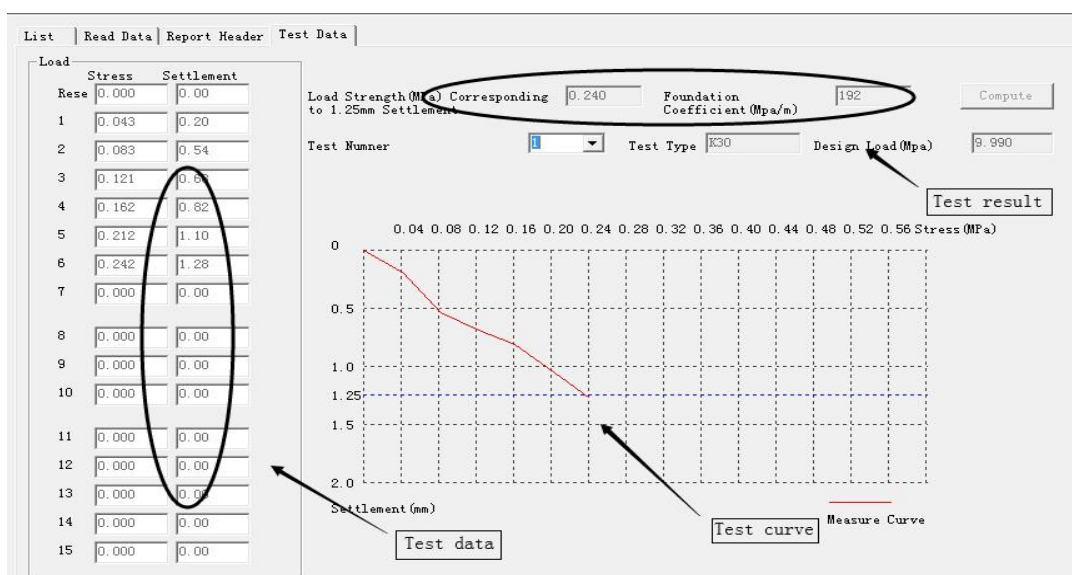 List Read Data Report Header Test Data
Load
Stress Settlement
Rese 0.000 0.00
1 0.043 0.20
2 0.083 0.54
3 0.121 0.68
4 0.162 0.82
5 0.212 1.10
6 0.242 1.28
7 0.000 0.00
8 0.000 0.00
9 0.000 0.00
10 0.000 0.00
11 0.000 0.00
12 0.000 0.00
13 0.000 0.00
14 0.000 0.00
15 0.000 0.00
Load Strength(MPa) Corresponding 0.240 Foundation 192 Compute
to 1.25mm Settlement Coefficient(Mpa/m)
Test Numner 1 Test Type K30 Design Load(Mpa) 9.990
Test result
0.04 0.08 0.12 0.16 0.20 0.24 0.28 0.32 0.36 0.40 0.44 0.48 0.52 0.56 Stress(MPa)
0
0.5
1.0
1.25
1.5
2.0
Settlement(mm)
Measure Curve
Test curve
Test data